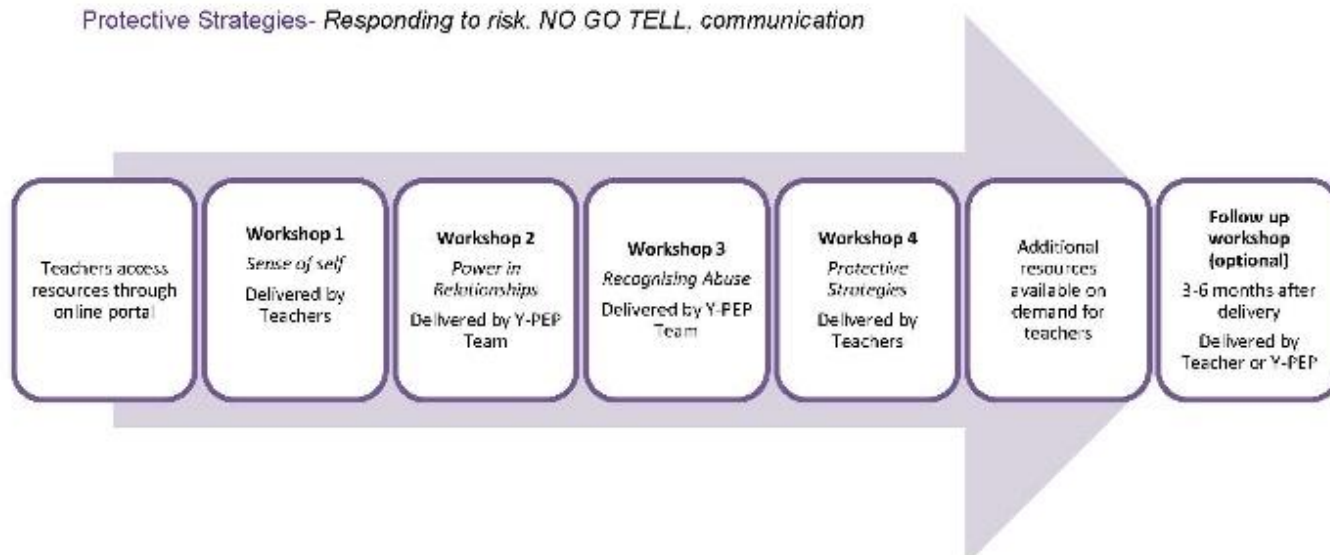 Protective Strategies- Responding to risk. NO GO TELL, communication
Teachers access
resources through
online portal
Workshop 1
Sense of self
Delivered by
Teachers
Workshop 2
Power in
Relationships
Delivered by Y-PEP
Team
Workshop 3
Recognising Abuse
Delivered by Y-PEP
Team
Workshop 4
Protective
Strategies
Delivered by
Teachers
Additional
resources
available on
demand for
teachers
Follow up
workshop
(optional)
3-6 months after
delivery
Delivered by
Teacher or Y-PEP